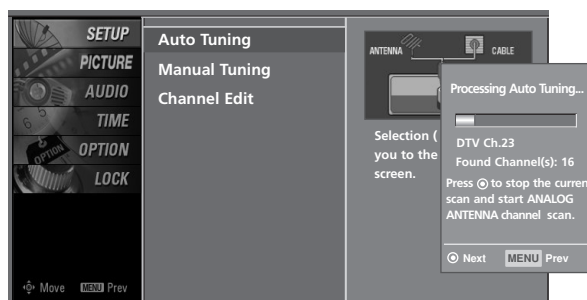 SETUP
PICTURE
AUDIO
TIME
OPTION
LOCK
Move MENU Prev
Auto Tuning
Manual Tuning
Channel Edit
ANTENNA
CABLE
Selection (
you to the
screen.
Processing Auto Tuning...
DTV Ch.23
Found Channel(s): 16
Press to stop the curren
scan and start ANALOG
ANTENNA channel scan.
Next MENU Prev